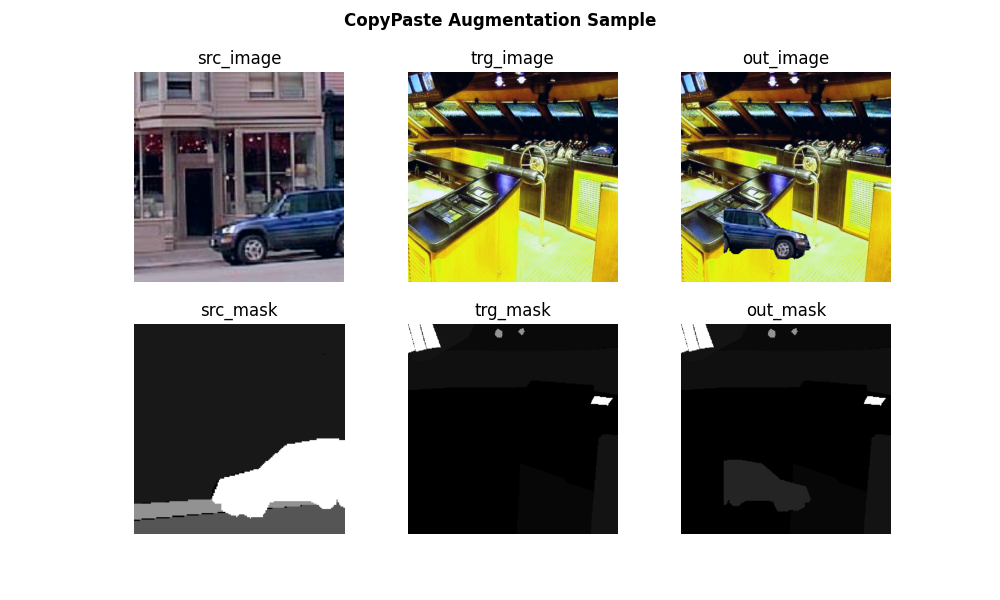 CopyPaste Augmentation Sample
src_image
trg_image
out_image
src_mask
trg_mask
out_mask